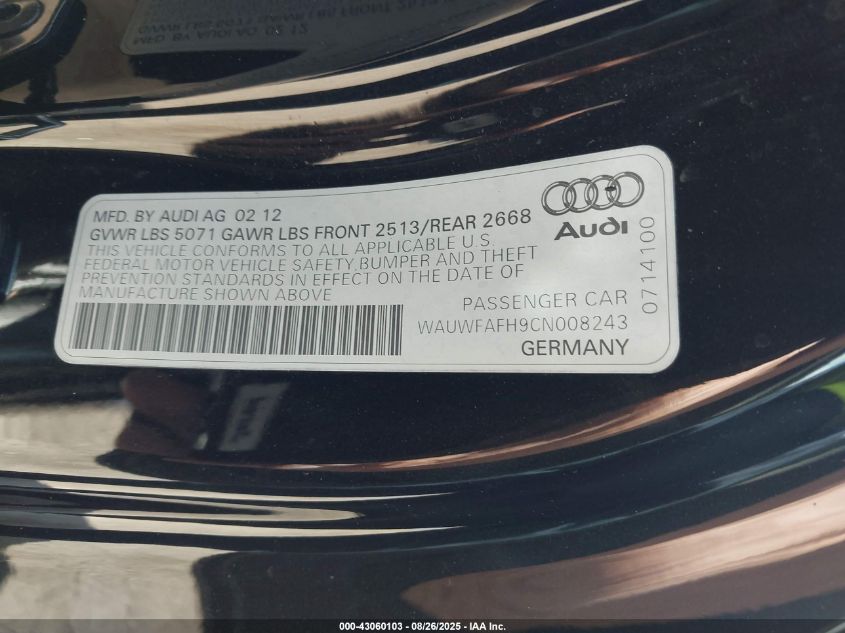 MFD. BY AUDI AG 02 12
GVWR LBS 5071 GAWR LBS FRONT 2513/REAR 2668
THIS VEHICLE CONFORMS TO ALL APPLICABLE U.S.
FEDERAL MOTOR VEHICLE SAFETY, BUMPER AND THEFT
PREVENTION STANDARDS IN EFFECT ON THE DATE OF
MANUFACTURE SHOWN ABOVE
Audi
0714100
PASSENGER CAR
WAUWFAFH9CN008243
GERMANY
000-43060103 - 08/26/2025 - IAA Inc.